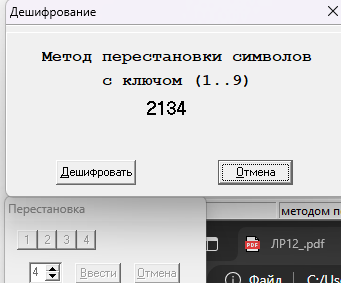 Дешифрование
Метод перестановки символов
с ключом (1..9)
2134
Дешифровать
Отмена
Перестановка
1 2 3 4
4
Ввести
Отмена
методом п
ЛР12_.pdf
Файл
C:/Us